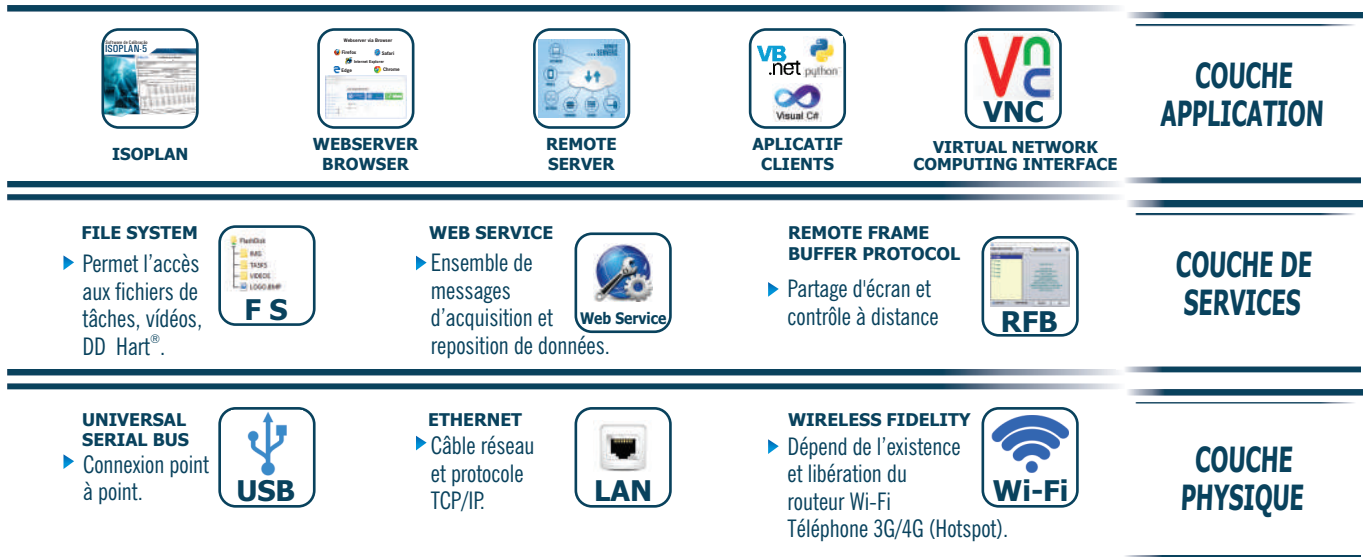 Software de Calibração
ISOPLAN-5
ISOPLAN
Webserver via Browser
Firefox
Safari
Internet Explorer
Edge
Chrome
WEBSERVER
BROWSER
REMOTE
SERVER
VB
.net
python
Visual C#
APLICATIF
CLIENTS
VNC
VNC
VIRTUAL NETWORK
COMPUTING INTERFACE
COUCHE
APPLICATION
FILE SYSTEM
Permet l’accès
aux fichiers de
tâches, vídéos,
DD Hart®.
FlashDisk
IMG
TASKS
VIDEOS
LOGO.BMP
F S
WEB SERVICE
Ensemble de
messages
d’acquisition et
reposition de données.
Web Service
REMOTE FRAME
BUFFER PROTOCOL
Partage d'écran et
contrôle à distance
RFB
COUCHE DE
SERVICES
UNIVERSAL
SERIAL BUS
Connexion point
à point.
USB
ETHERNET
Câble réseau
et protocole
TCP/IP.
LAN
WIRELESS FIDELITY
Dépend de l’existence
et libération du
routeur Wi-Fi
Téléphone 3G/4G (Hotspot).
Wi-Fi
COUCHE
PHYSIQUE